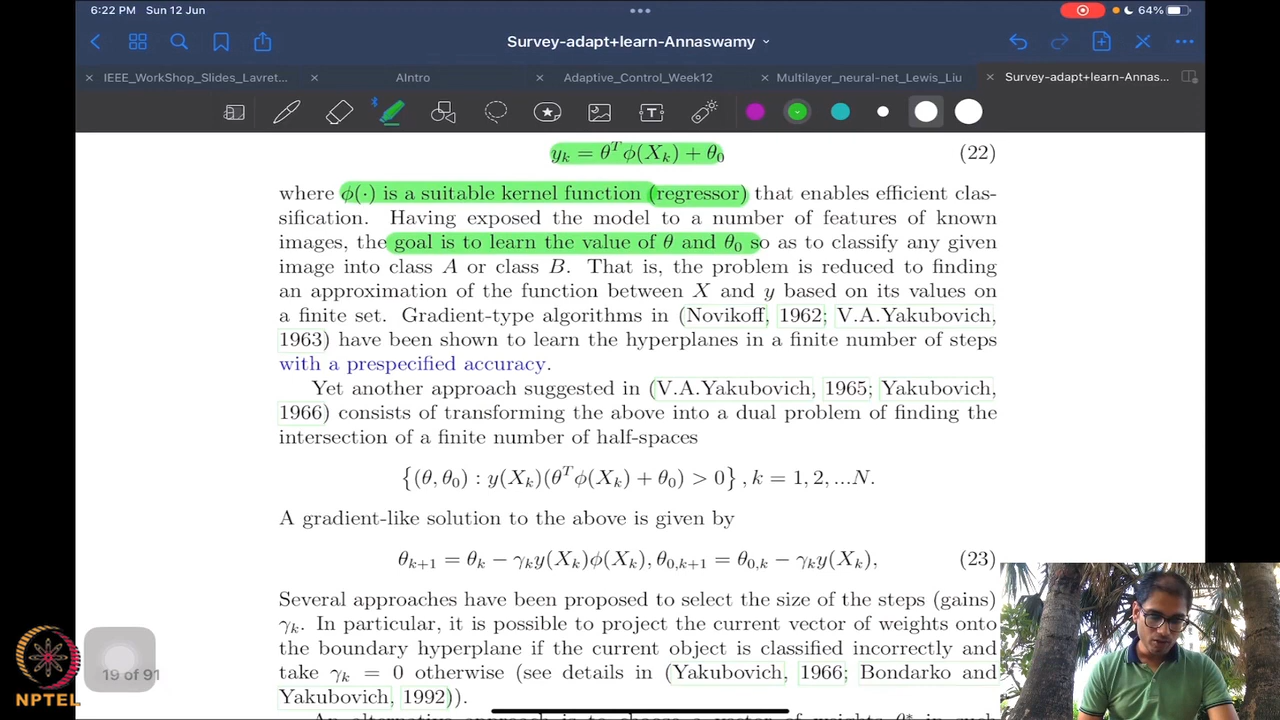 6:22 PM Sun 12 Jun
64%
Survey-adapt+learn-Annaswamy
IEEE_WorkShop_Slides_Lavret...
AIntro
Adaptive_Control_Week12
Multilayer_neural-net_Lewis_Liu
Survey-adapt+learn-Annas...
y_k = θ^T φ(X_k) + θ_0 (22)
where φ(·) is a suitable kernel function (regressor) that enables efficient clas-
sification. Having exposed the model to a number of features of known
images, the goal is to learn the value of θ and θ_0 so as to classify any given
image into class A or class B. That is, the problem is reduced to finding
an approximation of the function between X and y based on its values on
a finite set. Gradient-type algorithms in (Novikoff, 1962; V.A.Yakubovich,
1963) have been shown to learn the hyperplanes in a finite number of steps
with a prespecified accuracy.
Yet another approach suggested in (V.A.Yakubovich, 1965; Yakubovich,
1966) consists of transforming the above into a dual problem of finding the
intersection of a finite number of half-spaces
{(θ, θ_0) : y(X_k)(θ^T φ(X_k) + θ_0) > 0} , k = 1, 2, ...N.
A gradient-like solution to the above is given by
θ_{k+1} = θ_k − γ_k y(X_k)φ(X_k), θ_{0,k+1} = θ_{0,k} − γ_k y(X_k), (23)
Several approaches have been proposed to select the size of the steps (gains)
γ_k. In particular, it is possible to project the current vector of weights onto
the boundary hyperplane if the current object is classified incorrectly and
take γ_k = 0 otherwise (see details in (Yakubovich, 1966; Bondarko and
Yakubovich, 1992)).
An alternative approach is to choose a vector of weights θ* in such
19 of 91
NPTEL